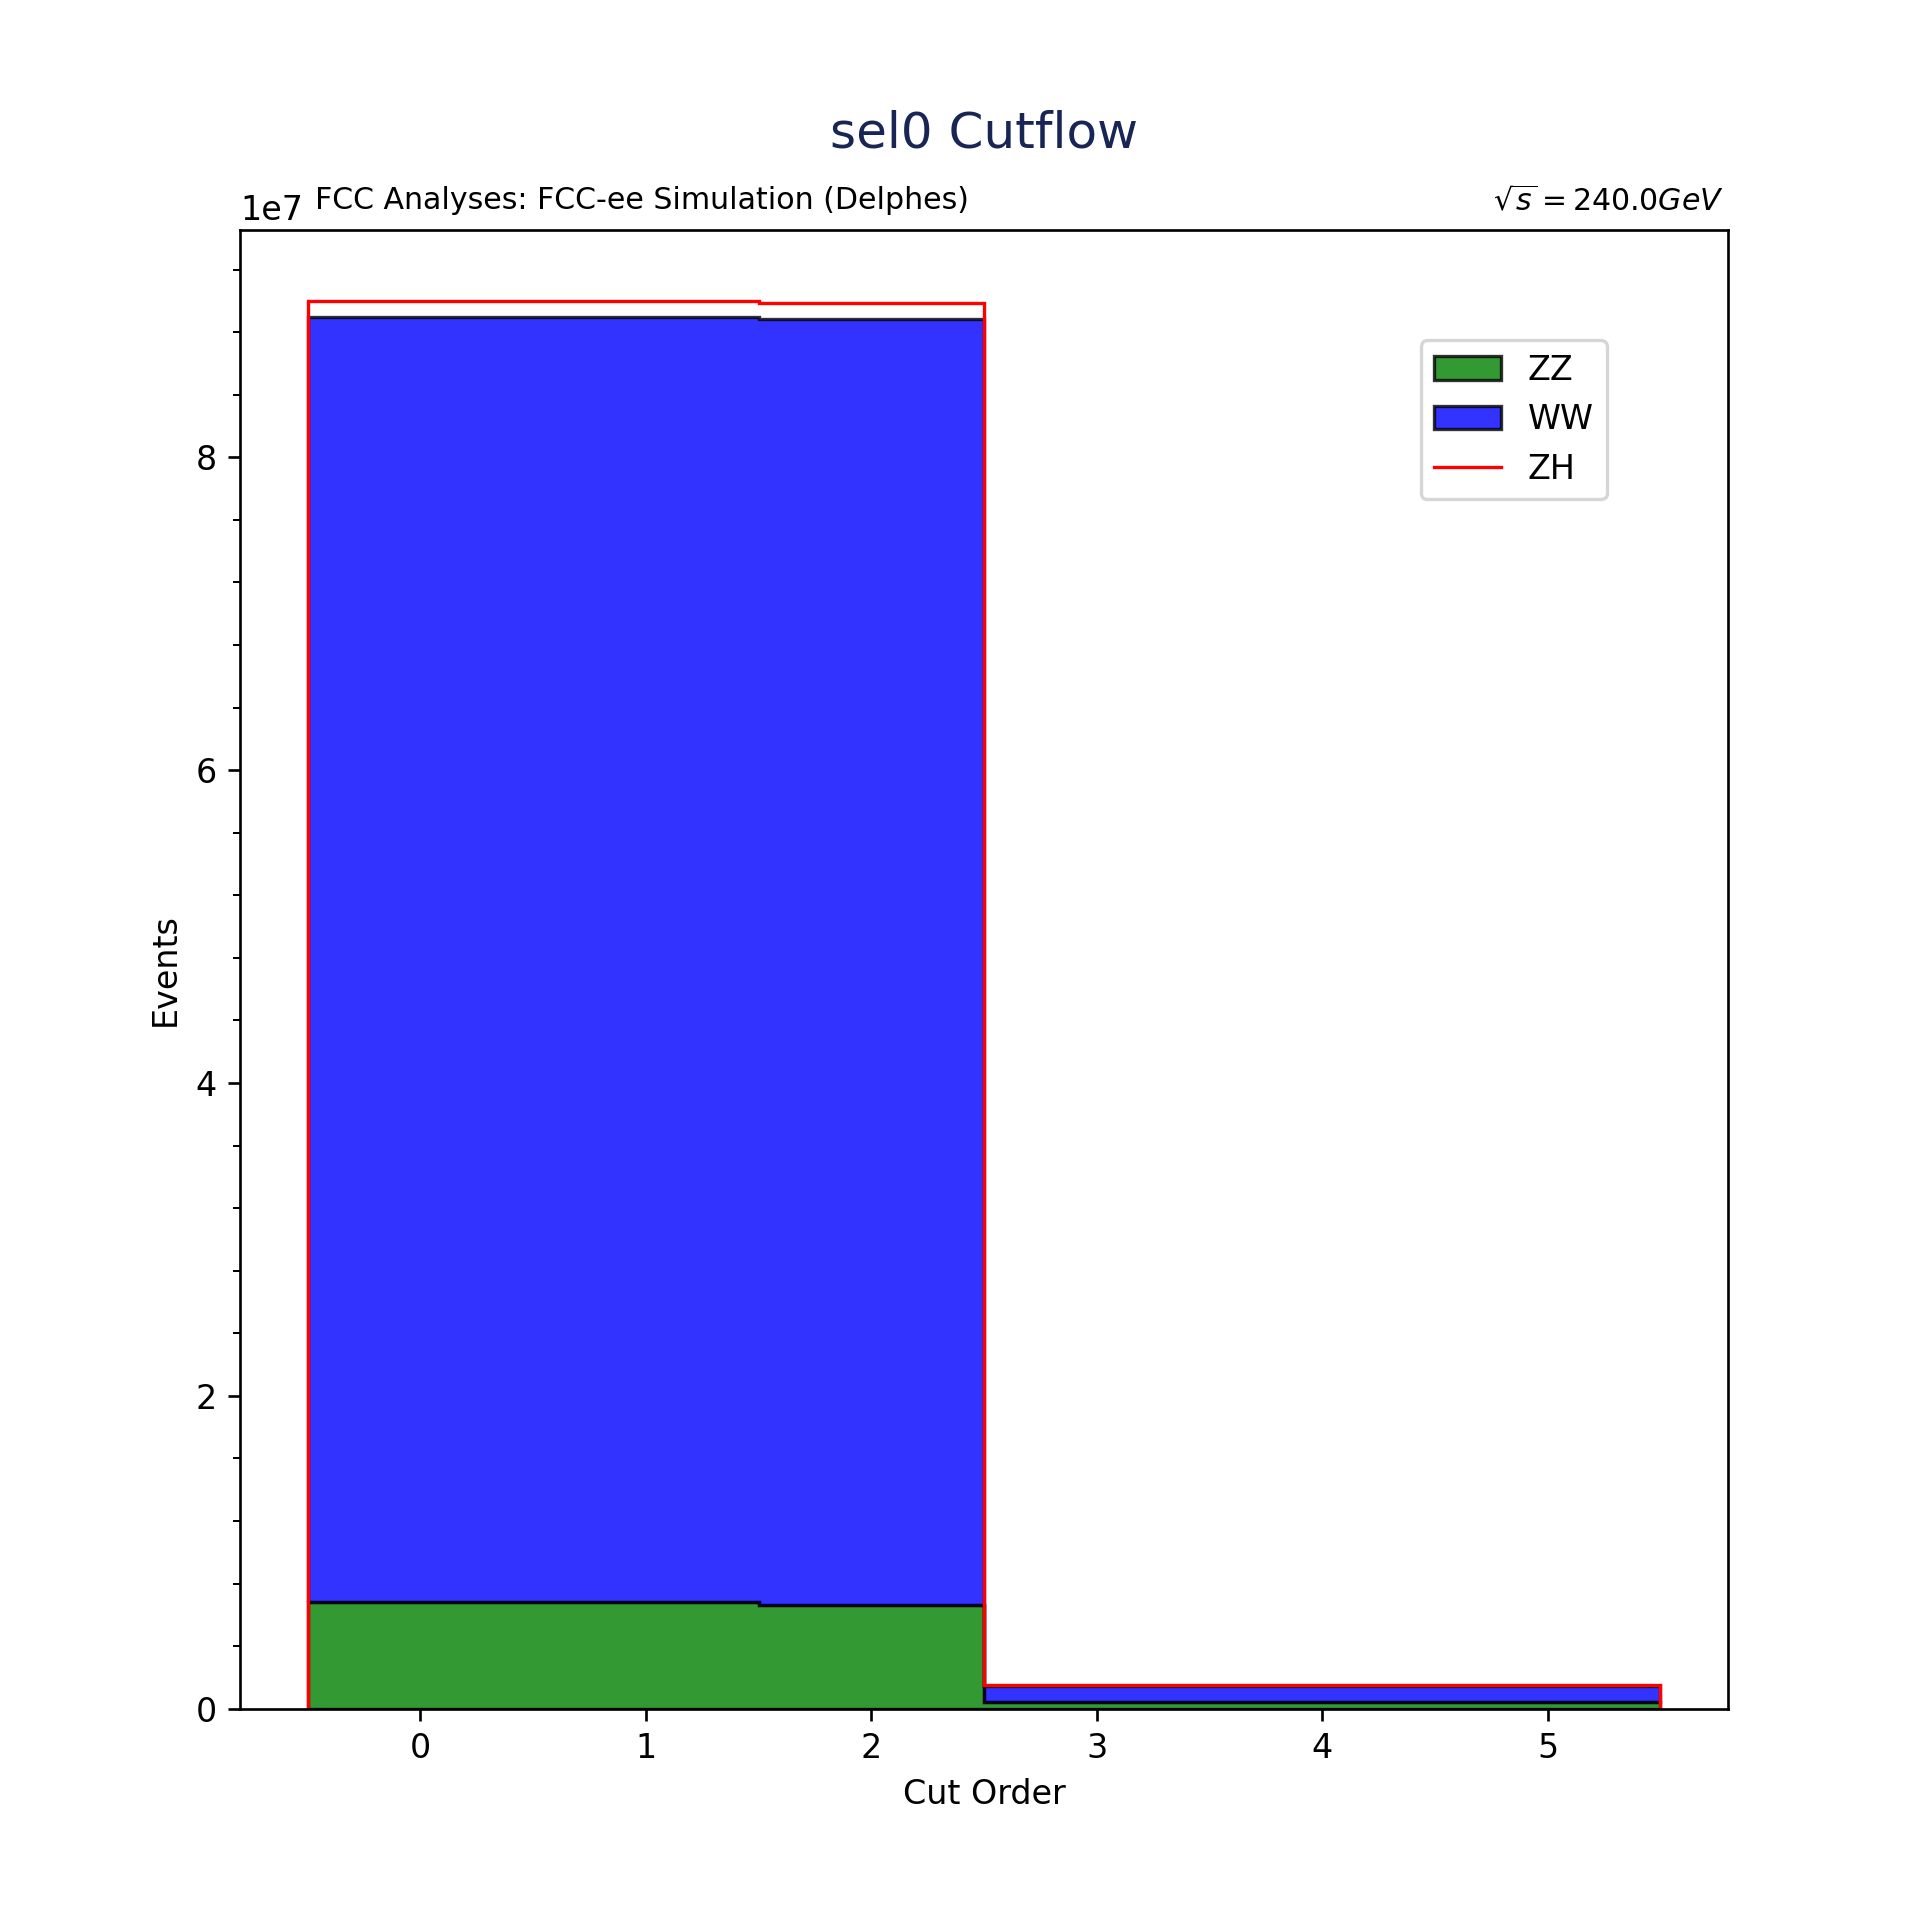 sel0 Cutflow
1e7 FCC Analyses: FCC-ee Simulation (Delphes) √s = 240.0GeV
ZZ
WW
ZH
8
6
4
2
0
Events
0 1 2 3 4 5
Cut Order